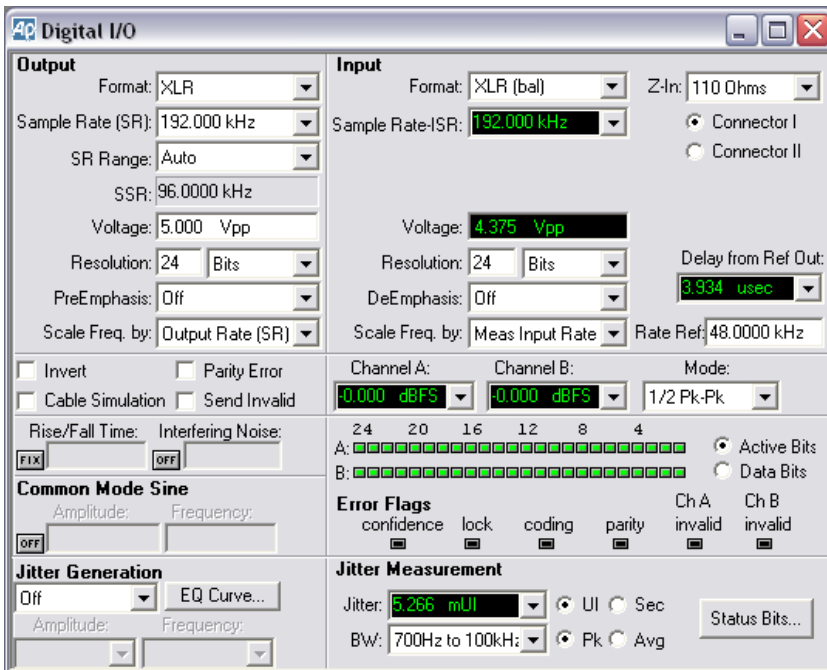 Ap Digital I/O
Output
Format: XLR
Sample Rate (SR): 192.000 kHz
SR Range: Auto
SSR: 96.0000 kHz
Voltage: 5.000 Vpp
Resolution: 24 Bits
PreEmphasis: Off
Scale Freq. by: Output Rate (SR)
Input
Format: XLR (bal)
Z-In: 110 Ohms
Sample Rate-ISR: 192.000 kHz
Connector I
Connector II
Voltage: 4.375 Vpp
Resolution: 24 Bits
Delay from Ref Out:
3.934 usec
DeEmphasis: Off
Scale Freq. by: Meas Input Rate
Rate Ref: 48.0000 kHz
Invert
Parity Error
Cable Simulation
Send Invalid
Channel A:
Channel B:
Mode:
-0.000 dBFS
-0.000 dBFS
1/2 Pk-Pk
Rise/Fall Time:
Interfering Noise:
FIX
OFF
24 20 16 12 8 4
A:
Active Bits
B:
Data Bits
Common Mode Sine
Amplitude:
Frequency:
OFF
Error Flags
confidence
lock
coding
parity
Ch A invalid
Ch B invalid
Jitter Generation
Off
EQ Curve...
Amplitude:
Frequency:
Jitter Measurement
Jitter: 5.266 mUI
UI
Sec
BW: 700Hz to 100kHz
Pk
Avg
Status Bits...